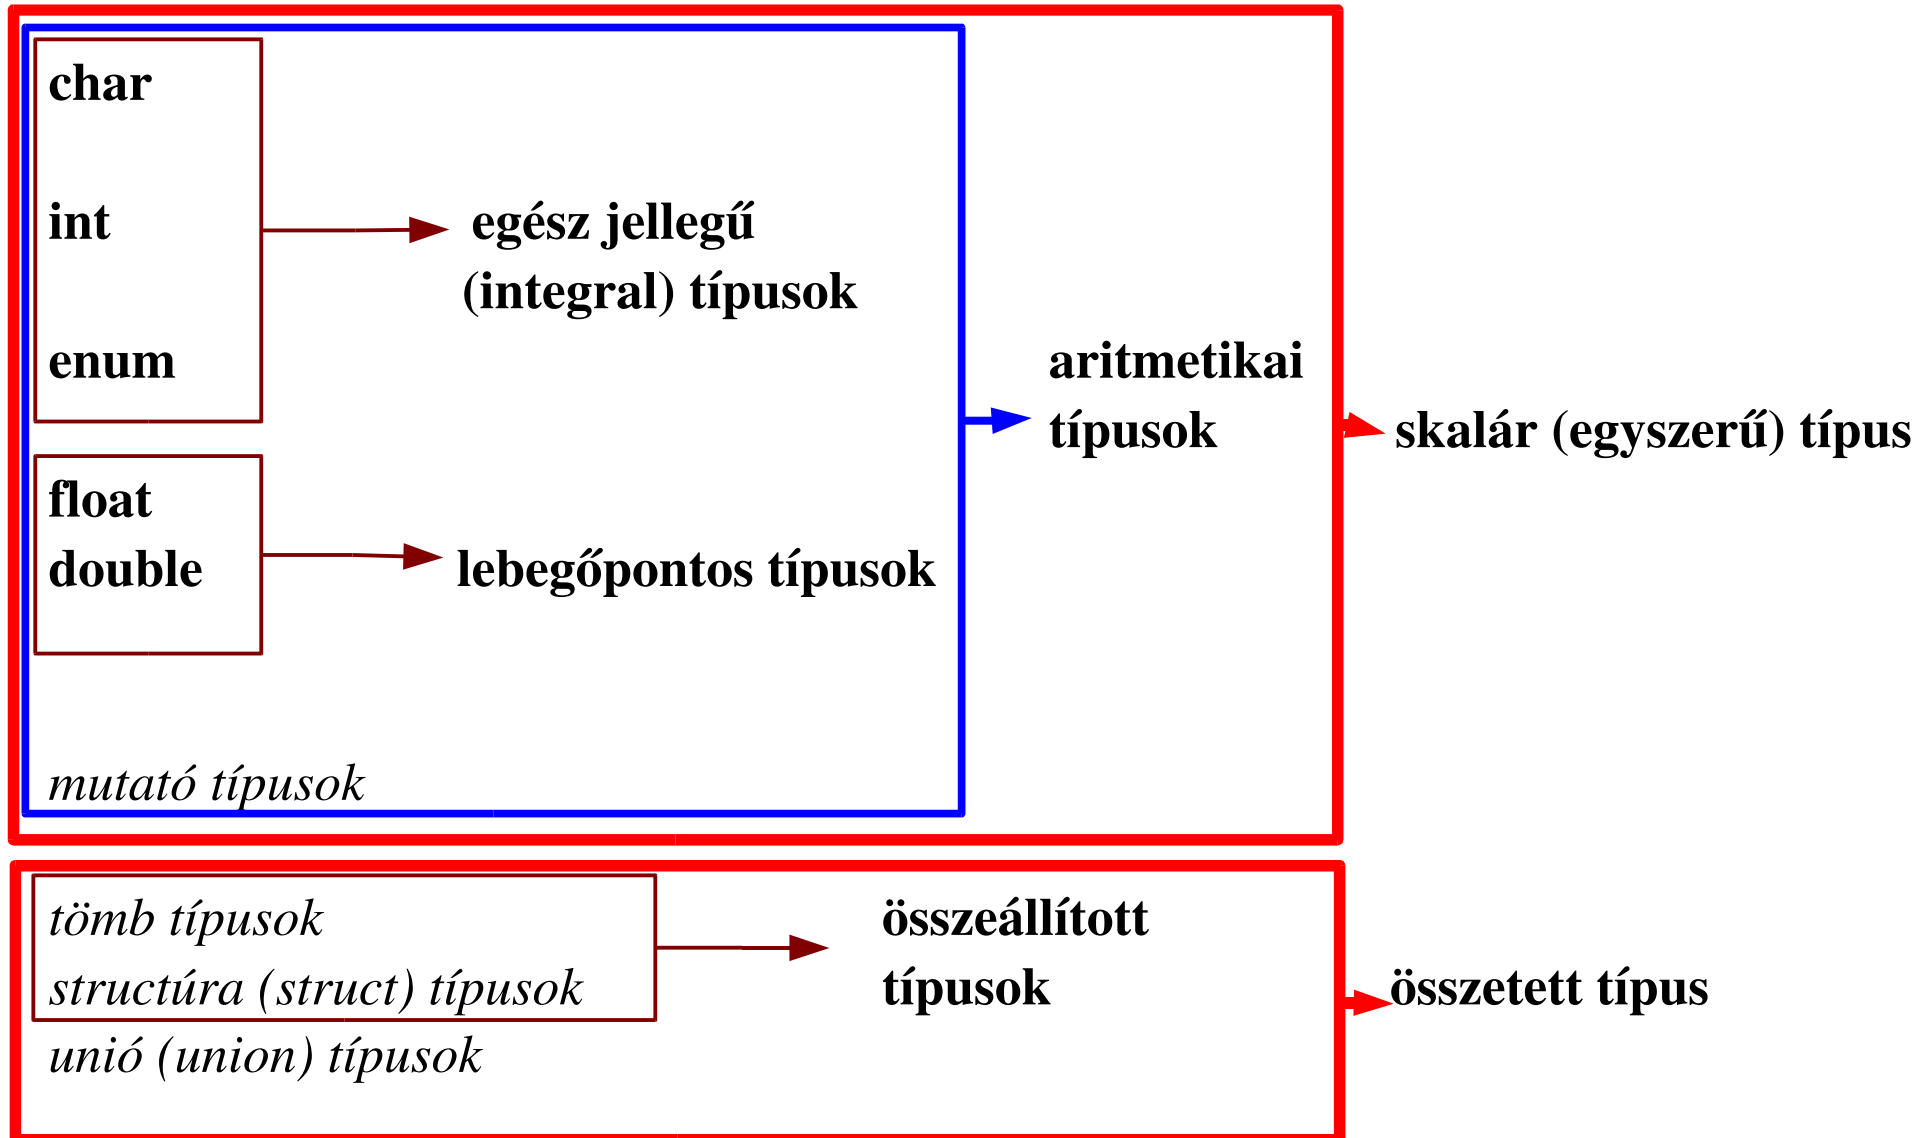 char
int
egész jellegű
(integral) típusok
enum
aritmetikai
típusok
skalár (egyszerű) típus
float
double
lebegőpontos típusok
mutató típusok
tömb típusok
structúra (struct) típusok
unió (union) típusok
összeállított
típusok
összetett típus